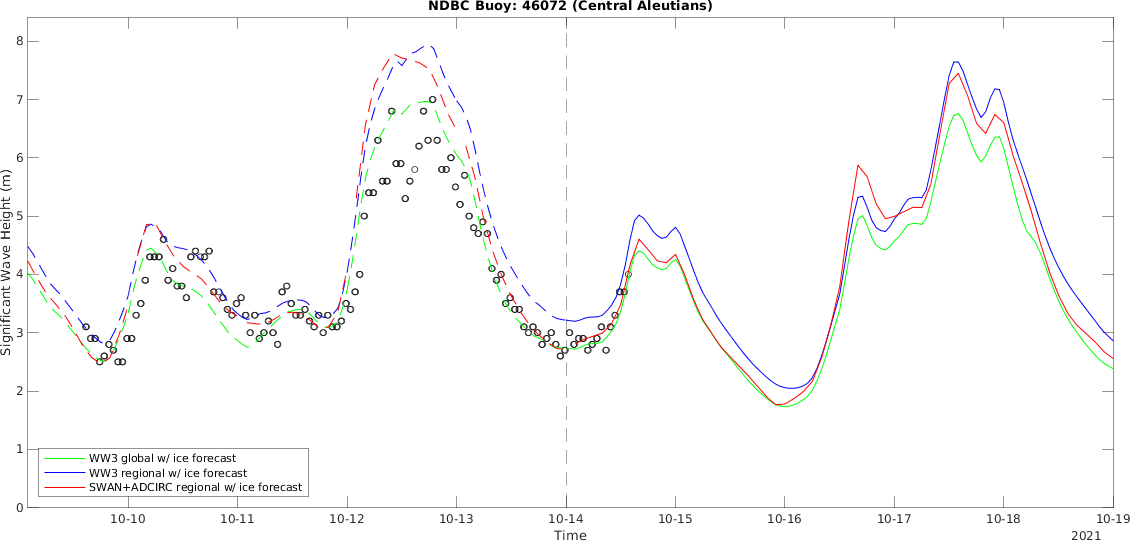 NDBC Buoy: 46072 (Central Aleutians)
8
7
6
5
4
3
2
1
0
Significant Wave Height (m)
WW3 global w/ ice forecast
WW3 regional w/ ice forecast
SWAN+ADCIRC regional w/ ice forecast
10-10 10-11 10-12 10-13 10-14 10-15 10-16 10-17 10-18 10-19
Time
2021